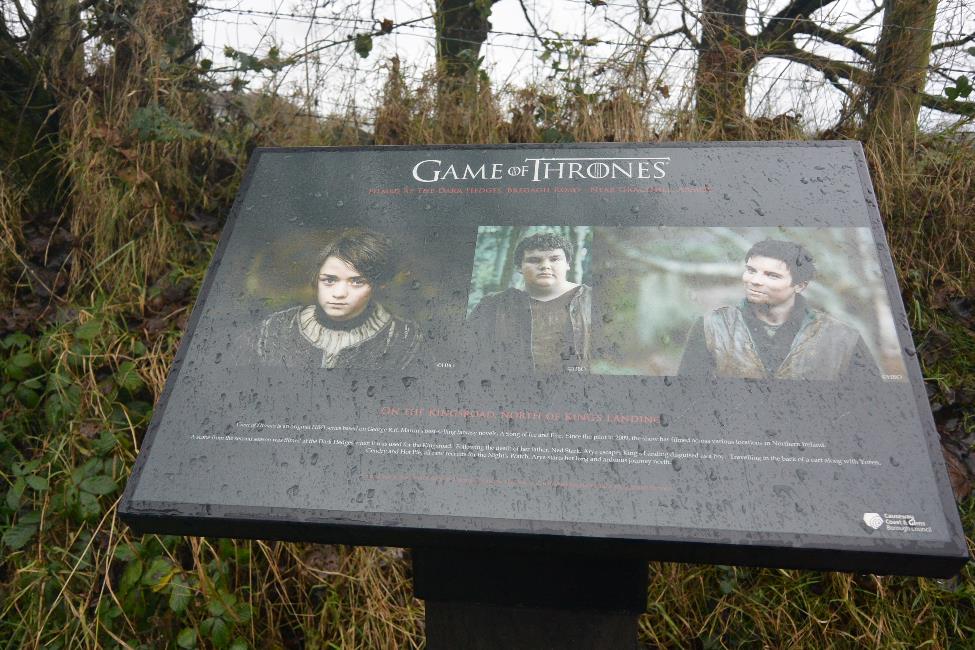 GAME OF THRONES
FILMED AT THE DARK HEDGES, BREGAGH ROAD - NEAR GRACEHILL, ARMOY
©HBO
©HBO
©HBO
ON THE KINGSROAD, NORTH OF KING'S LANDING
Game of Thrones is an original HBO series based on George R.R. Martin's best-selling fantasy novels, A Song of Ice and Fire. Since the pilot in 2009, the show has filmed across various locations in Northern Ireland.
A scene from the second season was filmed at the Dark Hedges when it was used for the Kingsroad. Following the death of her father, Ned Stark, Arya escapes King's Landing disguised as a boy. Travelling in the back of a cart along with Yoren,
Gendry and Hot Pie, all new recruits for the Night's Watch, Arya starts her long and arduous journey north.
Causeway
Coast & Glens
Borough Council